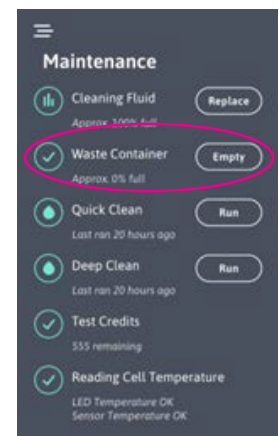 Maintenance
Cleaning Fluid
Replace
Approx. 100% full
Waste Container
Empty
Approx. 0% full
Quick Clean
Run
Last ran 20 hours ago
Deep Clean
Run
Last ran 20 hours ago
Test Credits
555 remaining
Reading Cell Temperature
LED Temperature OK
Sensor Temperature OK